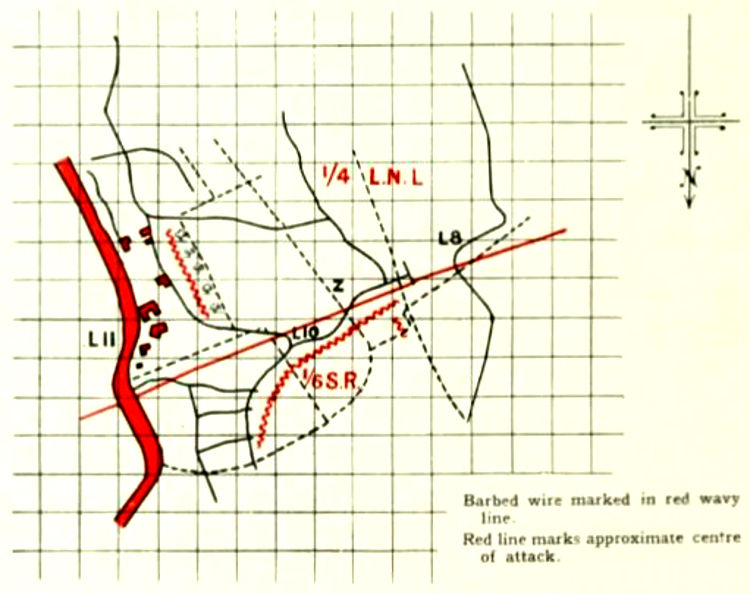 1/4 L.N.L
L8
Z
L11
L10
1/6 S.R.
N
Barbed wire marked in red wavy
line.
Red line marks approximate centre
of attack.